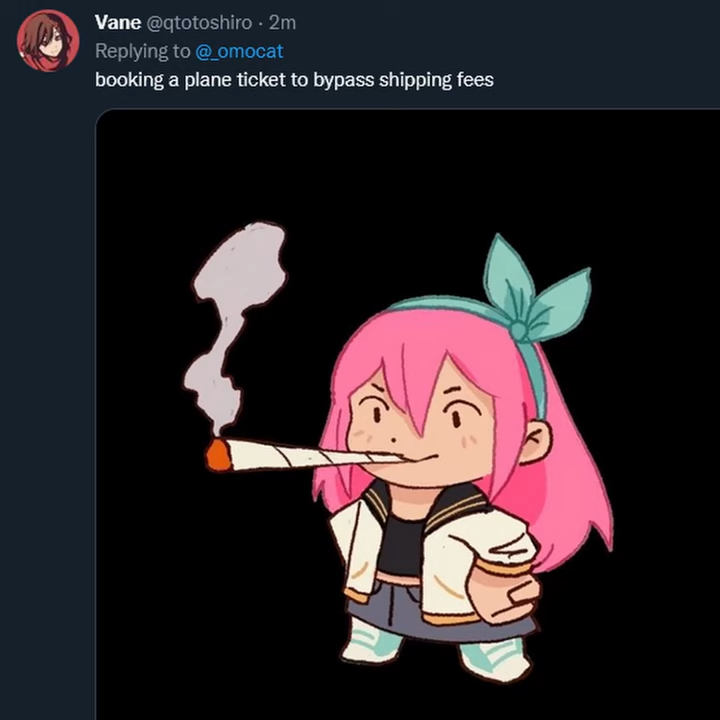 Vane @qtotoshiro · 2m
Replying to @_omocat
booking a plane ticket to bypass shipping fees